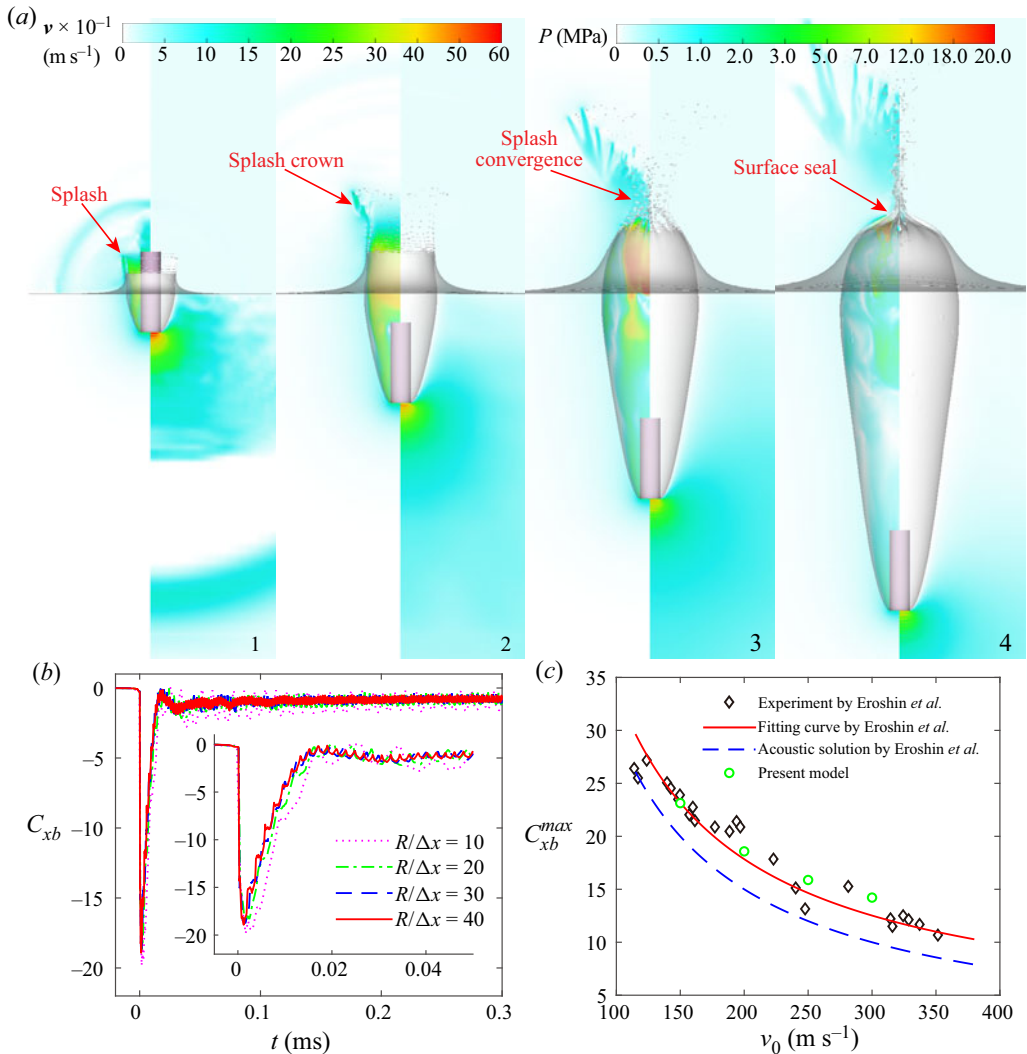 (a)
v × 10⁻¹
(m s⁻¹)
0 5 10 20 30 40 50 60
P (MPa)
0 0.5 1.0 2.0 3.0 5.0 7.0 12.0 18.0 20.0
Splash
Splash crown
Splash convergence
Surface seal
1
2
3
4
(b)
0
−5
−10
−15
−20
C_xb
0 0.1 0.2 0.3
t (ms)
0
−5
−10
−15
−20
0 0.02 0.04
R/Δx = 10
R/Δx = 20
R/Δx = 30
R/Δx = 40
(c)
35
30
25
20
15
10
5
C_xb^max
100 150 200 250 300 350 400
v₀ (m s⁻¹)
Experiment by Eroshin et al.
Fitting curve by Eroshin et al.
Acoustic solution by Eroshin et al.
Present model